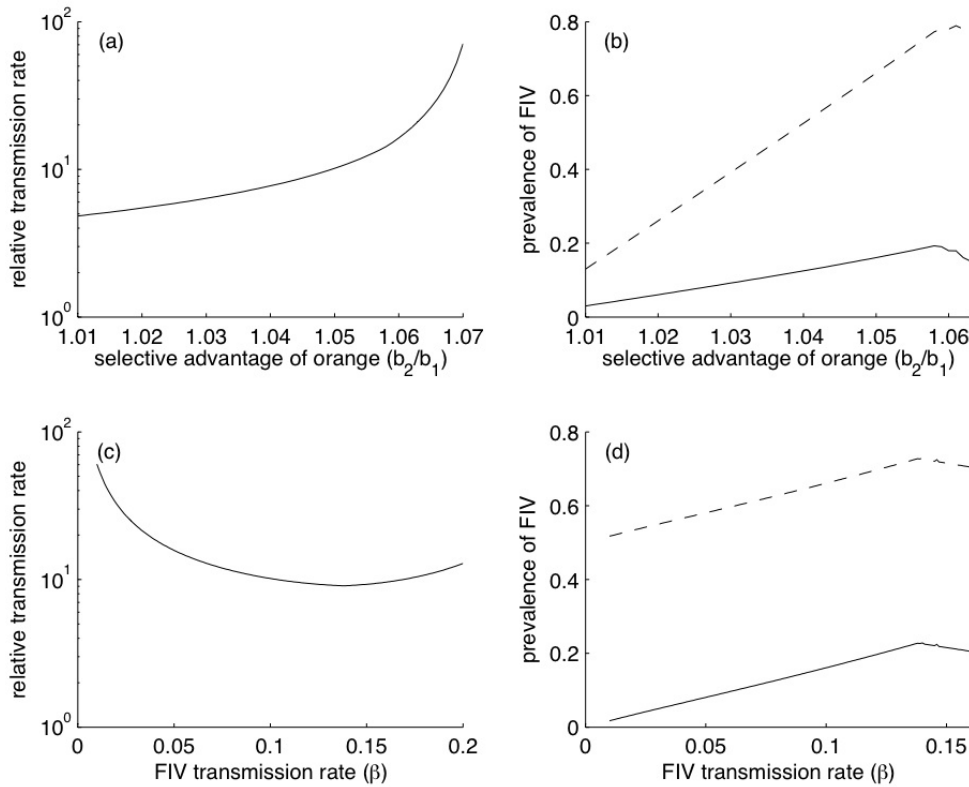 (a)
relative transmission rate
10^2
10^1
10^0
1.01 1.02 1.03 1.04 1.05 1.06 1.07
selective advantage of orange (b_2/b_1)
(b)
prevalence of FIV
0.8
0.6
0.4
0.2
0
1.01 1.02 1.03 1.04 1.05 1.06
selective advantage of orange (b_2/b_1)
(c)
relative transmission rate
10^2
10^1
10^0
0 0.05 0.1 0.15 0.2
FIV transmission rate (β)
(d)
prevalence of FIV
0.8
0.6
0.4
0.2
0
0 0.05 0.1 0.15
FIV transmission rate (β)